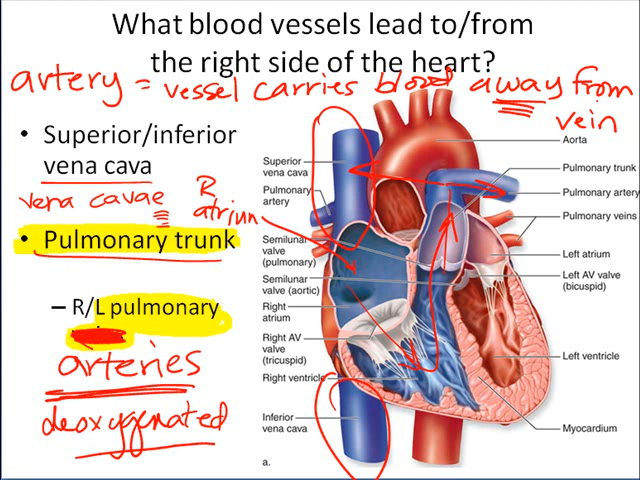 What blood vessels lead to/from
the right side of the heart?
artery = vessel carries blood away from
vein
• Superior/inferior
vena cava
vena cavae
R
atrium
• Pulmonary trunk
– R/L pulmonary
arteries
deoxygenated
Superior
vena cava
Pulmonary
artery
Semilunar
valve
(pulmonary)
Semilunar
valve (aortic)
Right
atrium
Right AV
valve
(tricuspid)
Right ventricle
Inferior
vena cava
a.
Aorta
Pulmonary trunk
Pulmonary artery
Pulmonary veins
Left atrium
Left AV valve
(bicuspid)
Left ventricle
Myocardium